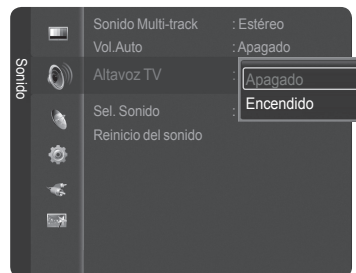 Sonido
Sonido Multi-track : Estéreo
Vol.Auto : Apagado
Altavoz TV : Apagado
Encendido
Sel. Sonido :
Reinicio del sonido